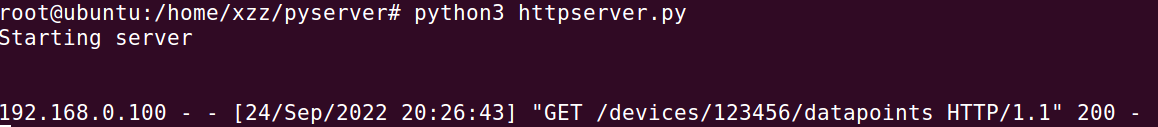 root@ubuntu:/home/xzz/pyserver# python3 httpserver.py
Starting server
192.168.0.100 - - [24/Sep/2022 20:26:43] "GET /devices/123456/datapoints HTTP/1.1" 200 -